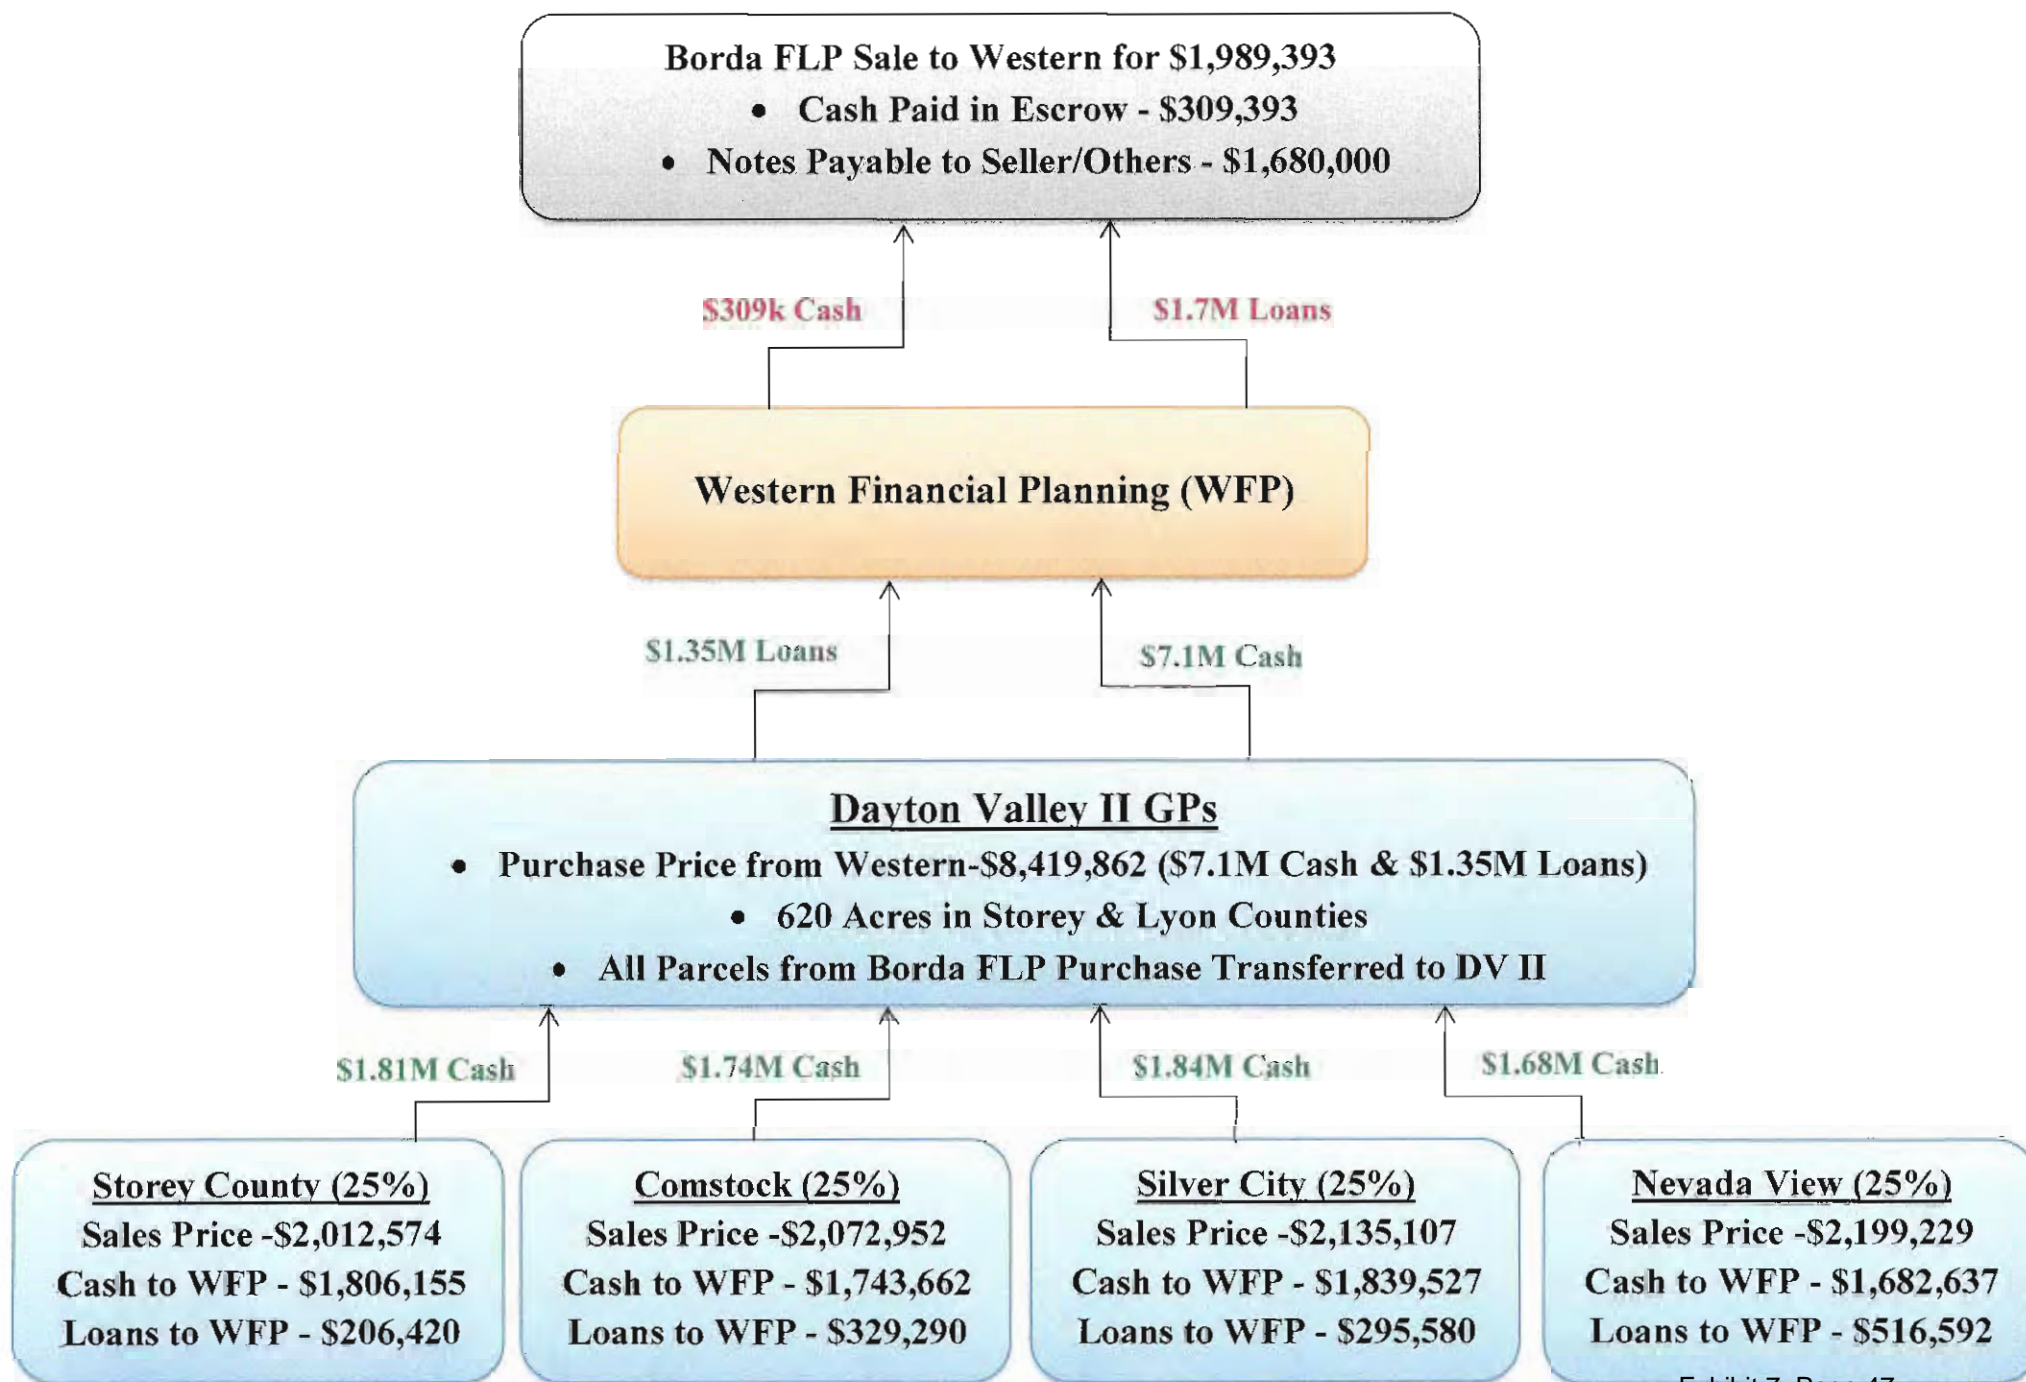 Borda FLP Sale to Western for $1,989,393
• Cash Paid in Escrow - $309,393
• Notes Payable to Seller/Others - $1,680,000
$309k Cash
$1.7M Loans
Western Financial Planning (WFP)
$1.35M Loans
$7.1M Cash
Dayton Valley II GPs
• Purchase Price from Western-$8,419,862 ($7.1M Cash & $1.35M Loans)
• 620 Acres in Storey & Lyon Counties
• All Parcels from Borda FLP Purchase Transferred to DV II
$1.81M Cash
$1.74M Cash
$1.84M Cash
$1.68M Cash
Storey County (25%)
Sales Price -$2,012,574
Cash to WFP - $1,806,155
Loans to WFP - $206,420
Comstock (25%)
Sales Price -$2,072,952
Cash to WFP - $1,743,662
Loans to WFP - $329,290
Silver City (25%)
Sales Price -$2,135,107
Cash to WFP - $1,839,527
Loans to WFP - $295,580
Nevada View (25%)
Sales Price -$2,199,229
Cash to WFP - $1,682,637
Loans to WFP - $516,592